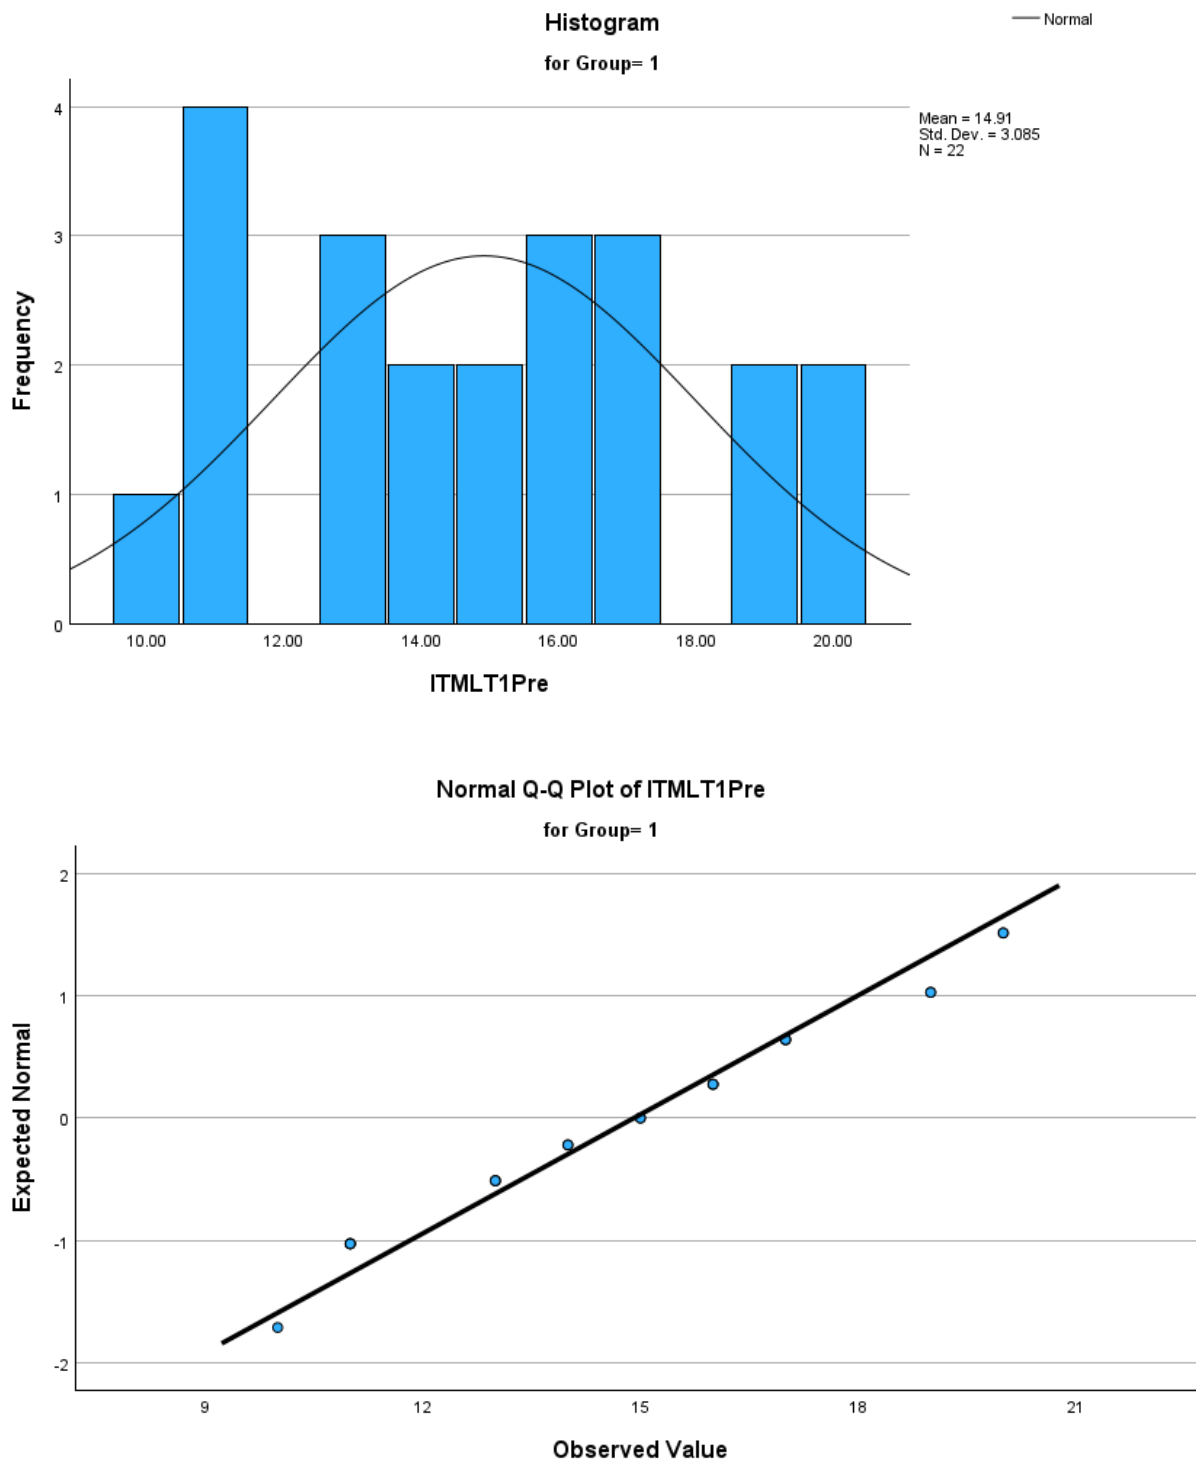 Histogram
Normal
for Group= 1
Mean = 14.91
Std. Dev. = 3.085
N = 22
4
3
2
1
0
Frequency
10.00 12.00 14.00 16.00 18.00 20.00
ITMLT1Pre
Normal Q-Q Plot of ITMLT1Pre
for Group= 1
2
1
0
-1
-2
Expected Normal
9 12 15 18 21
Observed Value